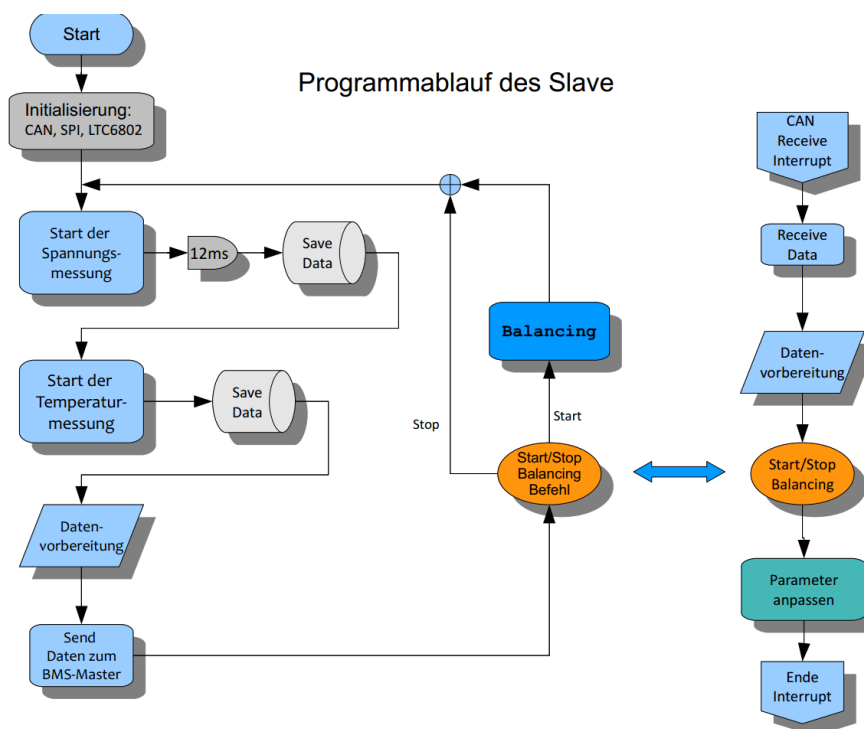 Start
Programmablauf des Slave
Initialisierung:
CAN, SPI, LTC6802
Start der
Spannungs-
messung
12ms
Save
Data
Start der
Temperatur-
messung
Save
Data
Daten-
vorbereitung
Send
Daten zum
BMS-Master
Balancing
Stop
Start
Start/Stop
Balancing
Befehl
CAN
Receive
Interrupt
Receive
Data
Daten-
vorbereitung
Start/Stop
Balancing
Parameter
anpassen
Ende
Interrupt